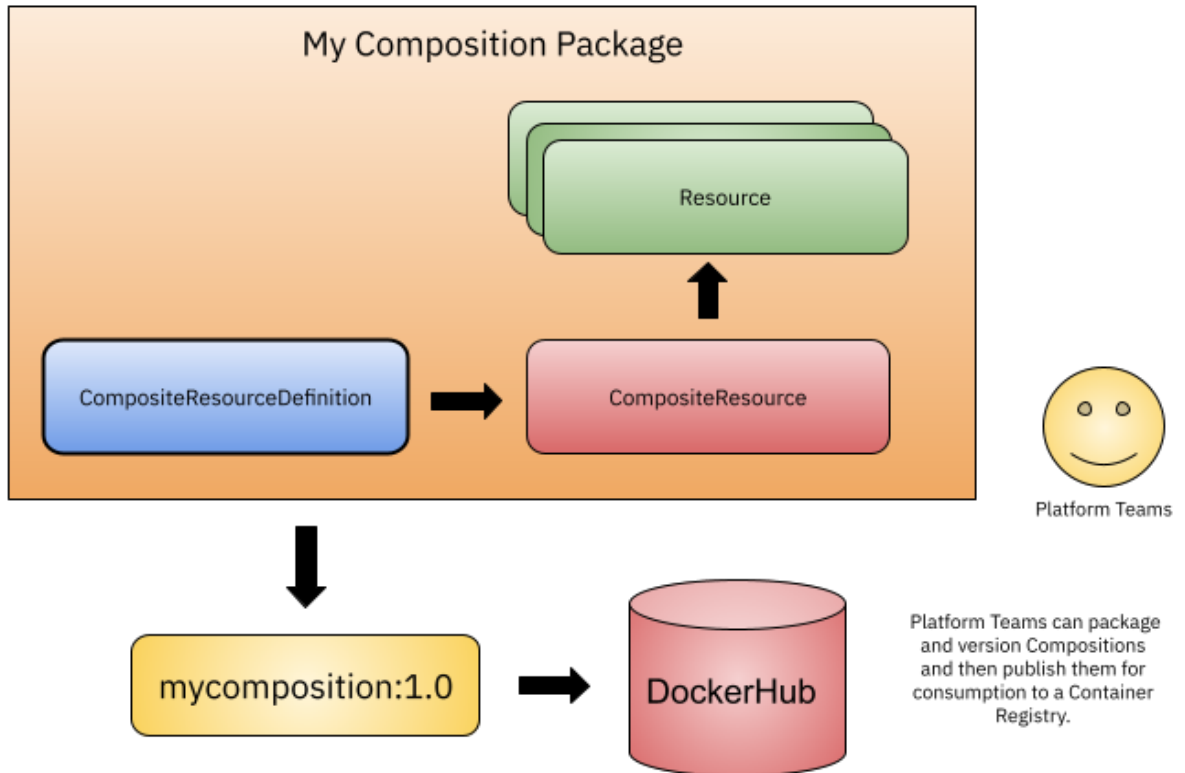 My Composition Package
Resource
CompositeResourceDefinition
CompositeResource
Platform Teams
mycomposition:1.0
DockerHub
Platform Teams can package
and version Compositions
and then publish them for
consumption to a Container
Registry.